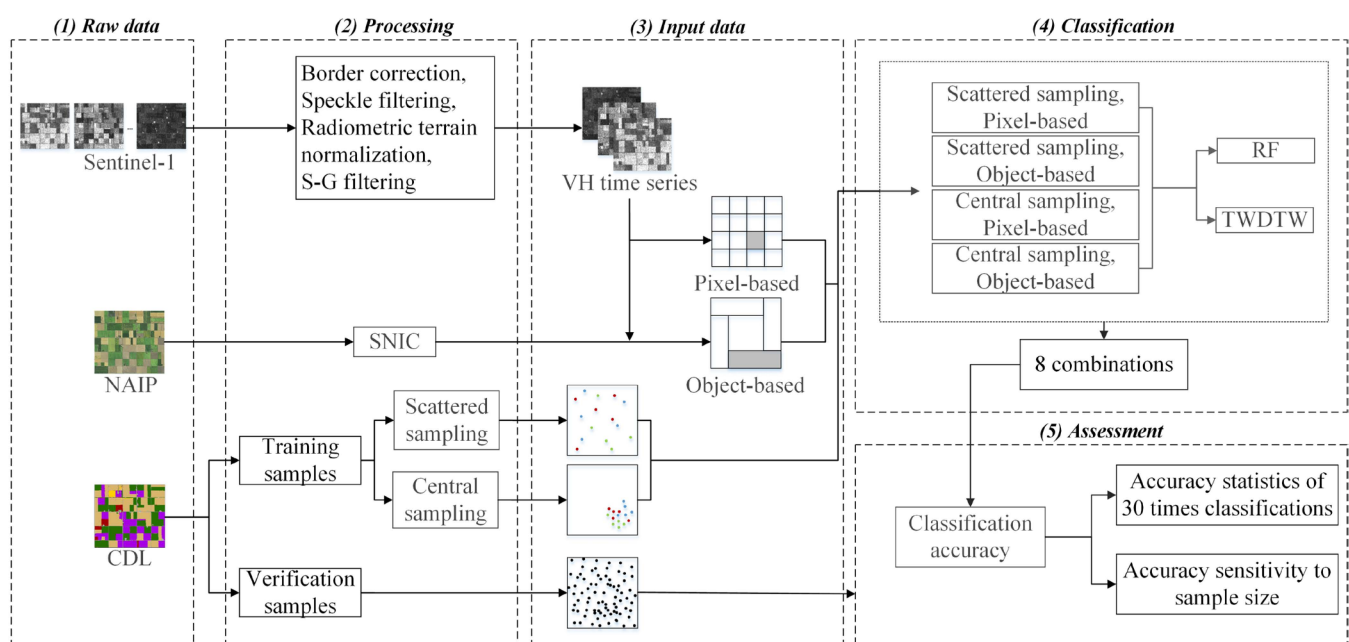 (1) Raw data
(2) Processing
(3) Input data
(4) Classification
Sentinel-1
NAIP
CDL
Border correction,
Speckle filtering,
Radiometric terrain
normalization,
S-G filtering
SNIC
Training
samples
Scattered
sampling
Central
sampling
Verification
samples
VH time series
Pixel-based
Object-based
Scattered sampling,
Pixel-based
Scattered sampling,
Object-based
Central sampling,
Pixel-based
Central sampling,
Object-based
RF
TWDTW
8 combinations
(5) Assessment
Classification
accuracy
Accuracy statistics of
30 times classifications
Accuracy sensitivity to
sample size